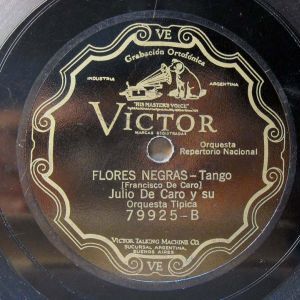 VE
Grabación Ortofónica
INDUSTRIA ARGENTINA
"HIS MASTER'S VOICE"
VICTOR
MARCAS REGISTRADAS
Orquesta
Repertorio Nacional
FLORES NEGRAS-Tango
[Francisco De Caro]
Julio De Caro y su
Orquesta Típica
79925-B
VICTOR TALKING MACHINE CO.
SUCURSAL ARGENTINA,
BUENOS AIRES
VE